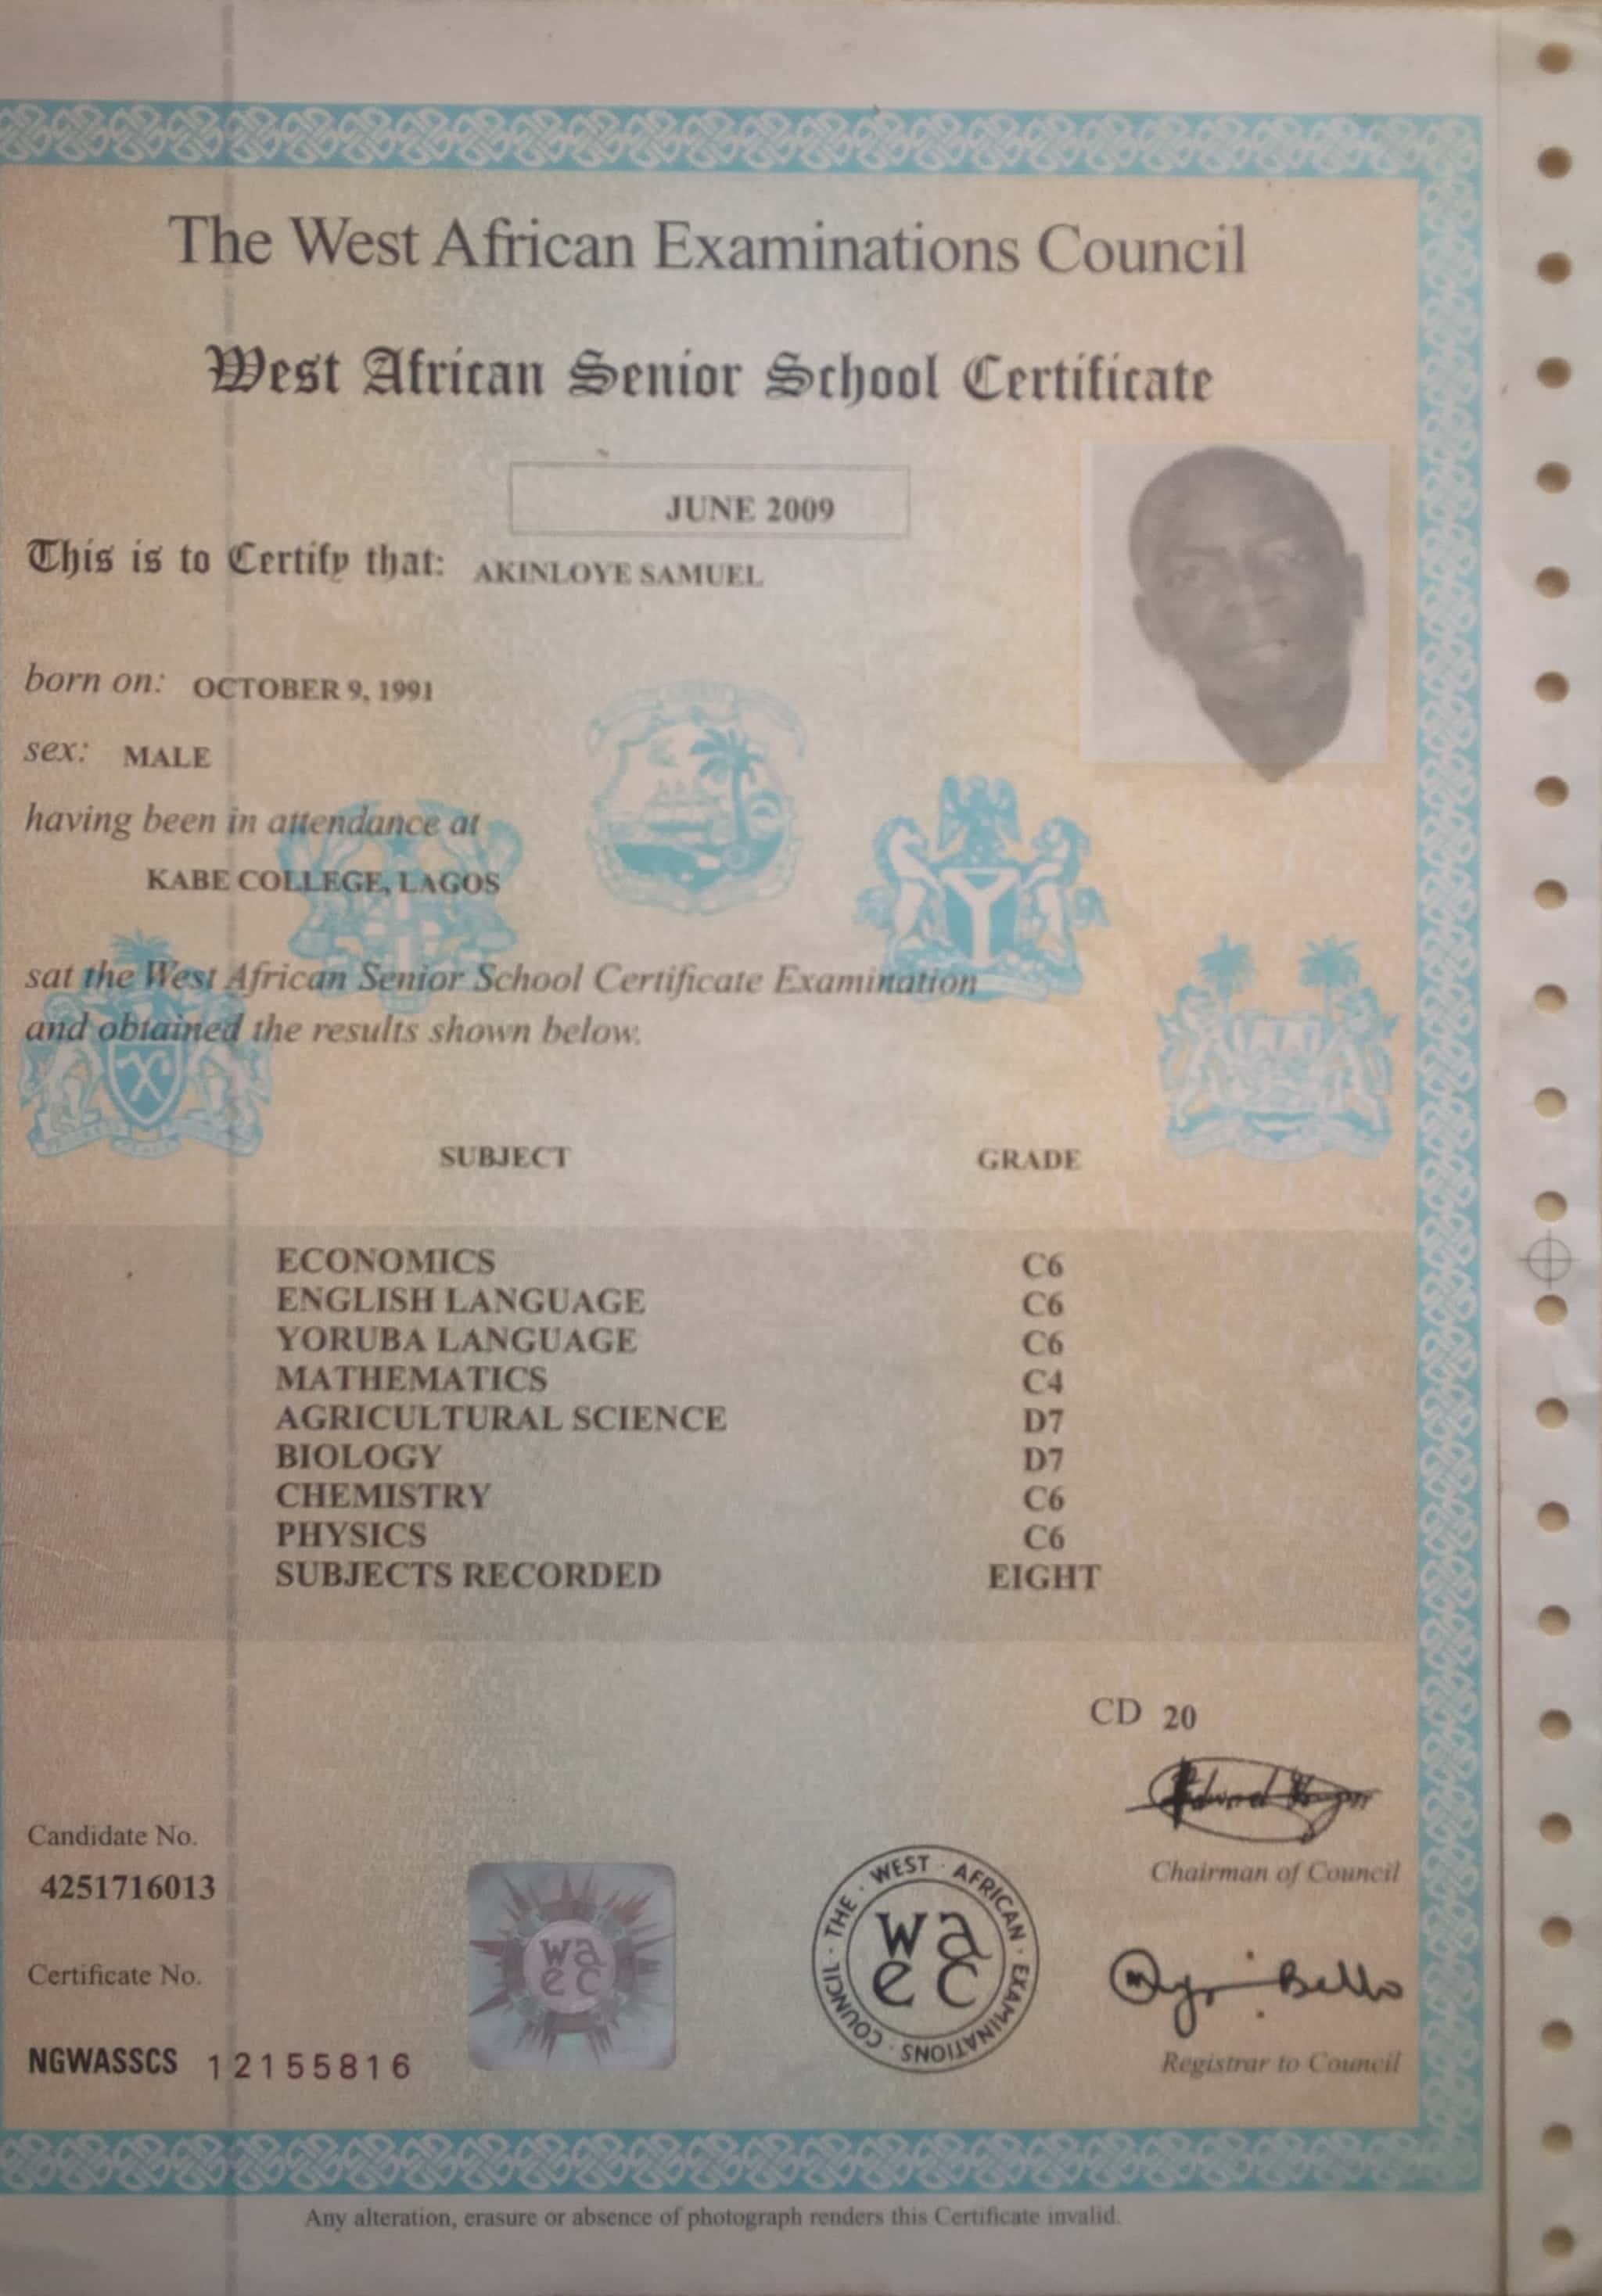 The West African Examinations Council
West African Senior School Certificate
JUNE 2009
This is to Certify that: AKINLOYE SAMUEL
born on: OCTOBER 9, 1991
sex: MALE
having been in attendance at
KABE COLLEGE, LAGOS
sat the West African Senior School Certificate Examination
and obtained the results shown below.
SUBJECT GRADE
ECONOMICS C6
ENGLISH LANGUAGE C6
YORUBA LANGUAGE C6
MATHEMATICS C4
AGRICULTURAL SCIENCE D7
BIOLOGY D7
CHEMISTRY C6
PHYSICS C6
SUBJECTS RECORDED EIGHT
CD 20
Chairman of Council
Candidate No.
4251716013
Certificate No.
NGWASSCS 12155816
wa
ec
THE · WEST · AFRICAN · EXAMINATIONS · COUNCIL
wa
ec
Bello
Registrar to Council
Any alteration, erasure or absence of photograph renders this Certificate invalid.